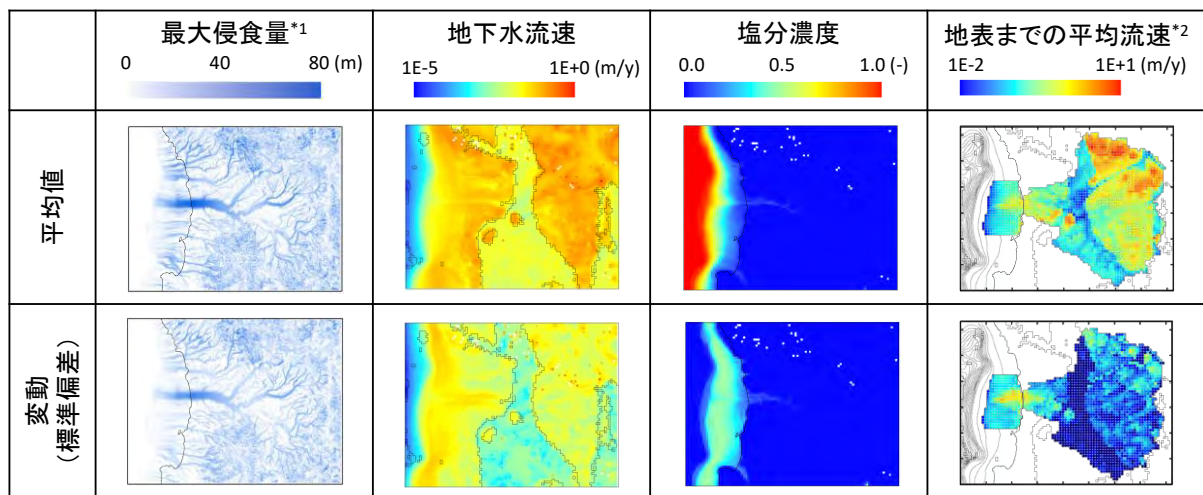 最大侵食量*1
0 40 80 (m)
地下水流速
1E-5 1E+0 (m/y)
塩分濃度
0.0 0.5 1.0 (-)
地表までの平均流速*2
1E-2 1E+1 (m/y)
平均値
変動
(標準偏差)